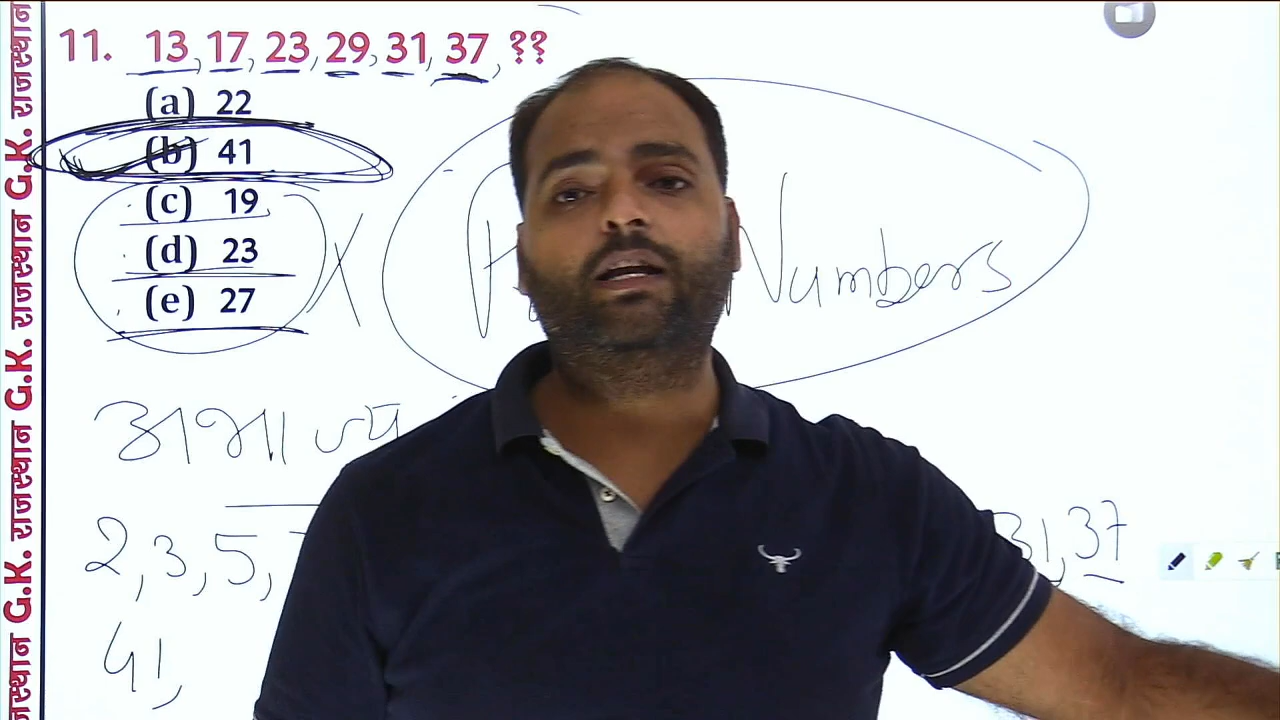 11. 13, 17, 23, 29, 31, 37, ??
(a) 22
(b) 41
(c) 19
(d) 23
(e) 27
Numbers
2, 3, 5,
31, 37
41,
राजस्थान G.K. राजस्थान G.K. राजस्थान G.K. राजस्थान